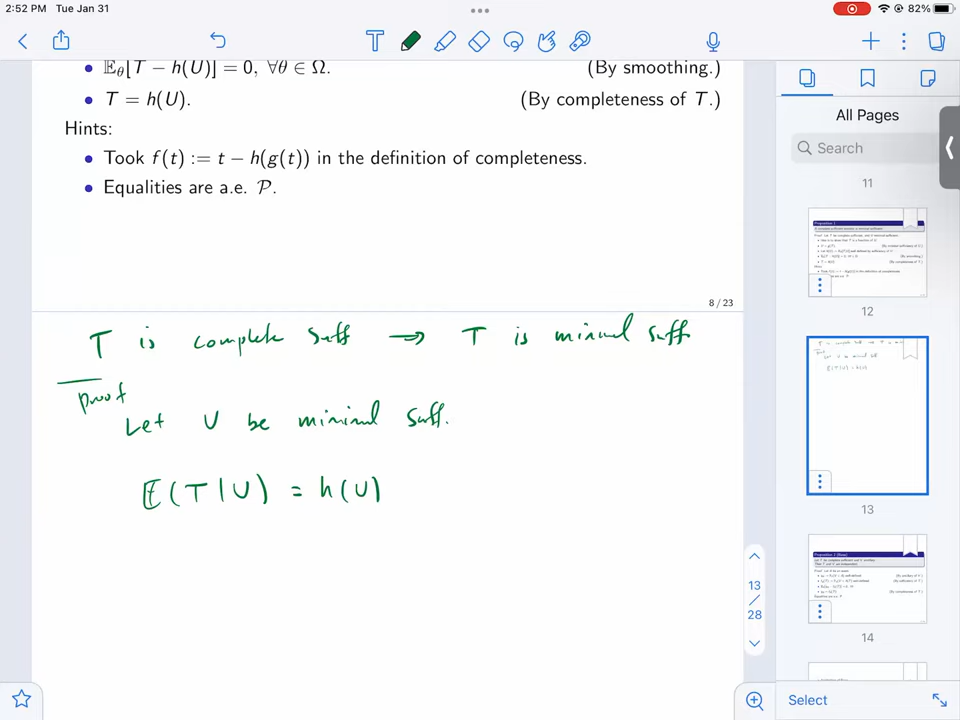 2:52 PM Tue Jan 31
82%
• 𝔼θ[T − h(U)] = 0, ∀θ ∈ Ω. (By smoothing.)
• T = h(U). (By completeness of T.)
Hints:
• Took f(t) := t − h(g(t)) in the definition of completeness.
• Equalities are a.e. 𝒫.
8 / 23
T is complete suff → T is minimal suff
proof
Let U be minimal suff.
𝔼(T|U) = h(U)
13
/
28
All Pages
Search
11
12
13
14
Select